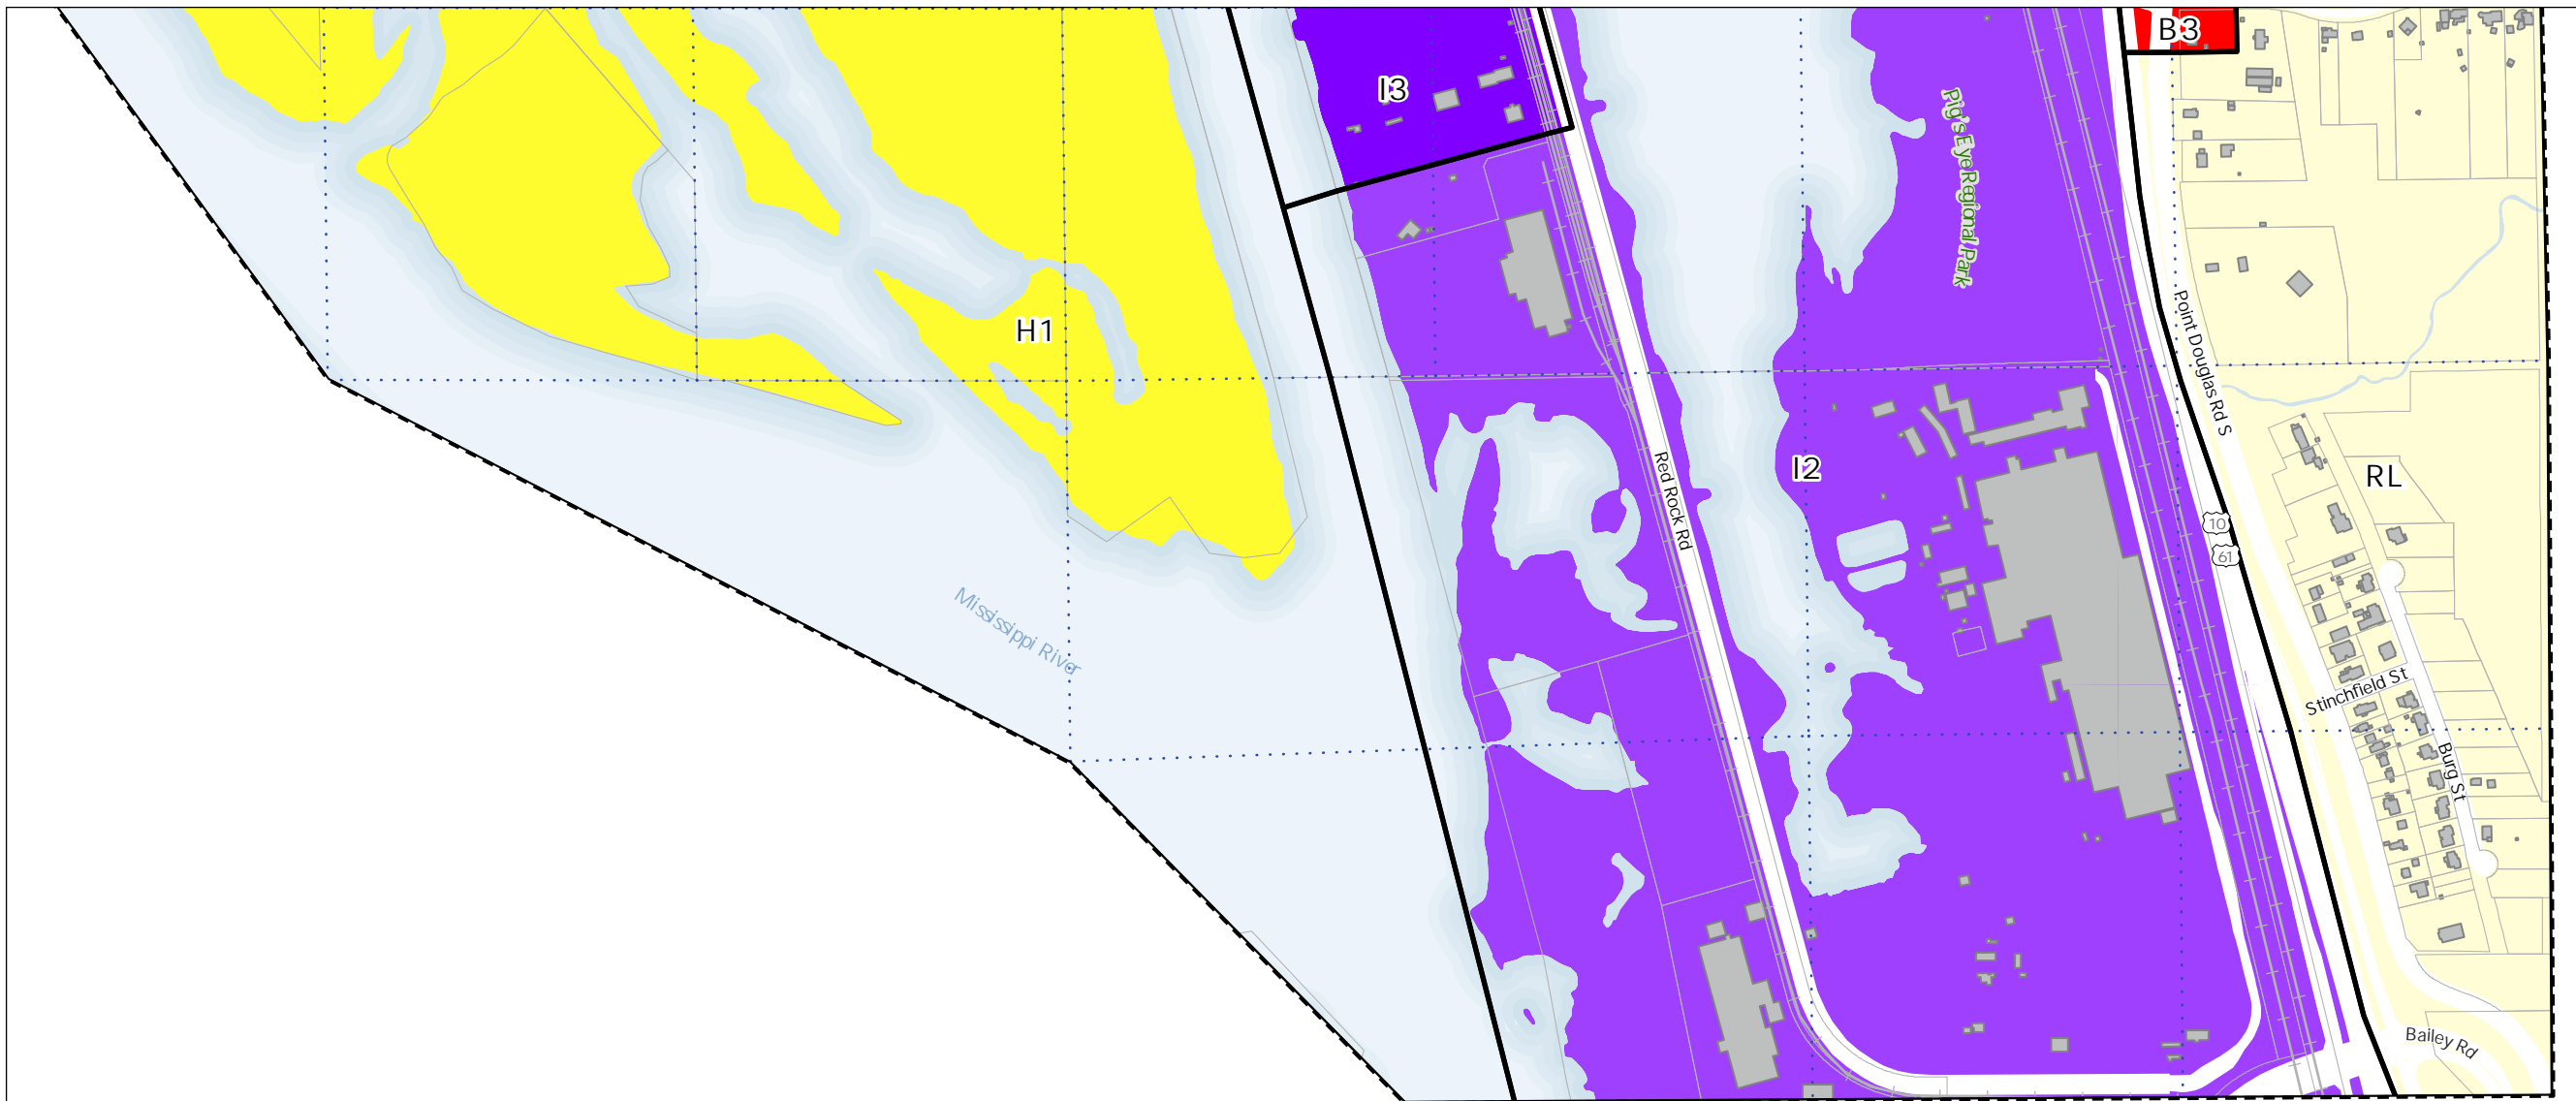 B3
I3
Pig's Eye Regional Park
H1
Point Douglas Rd S
I2
RL
Red Rock Rd
10
61
Mississippi River
Stinchfield St
Burg St
Bailey Rd